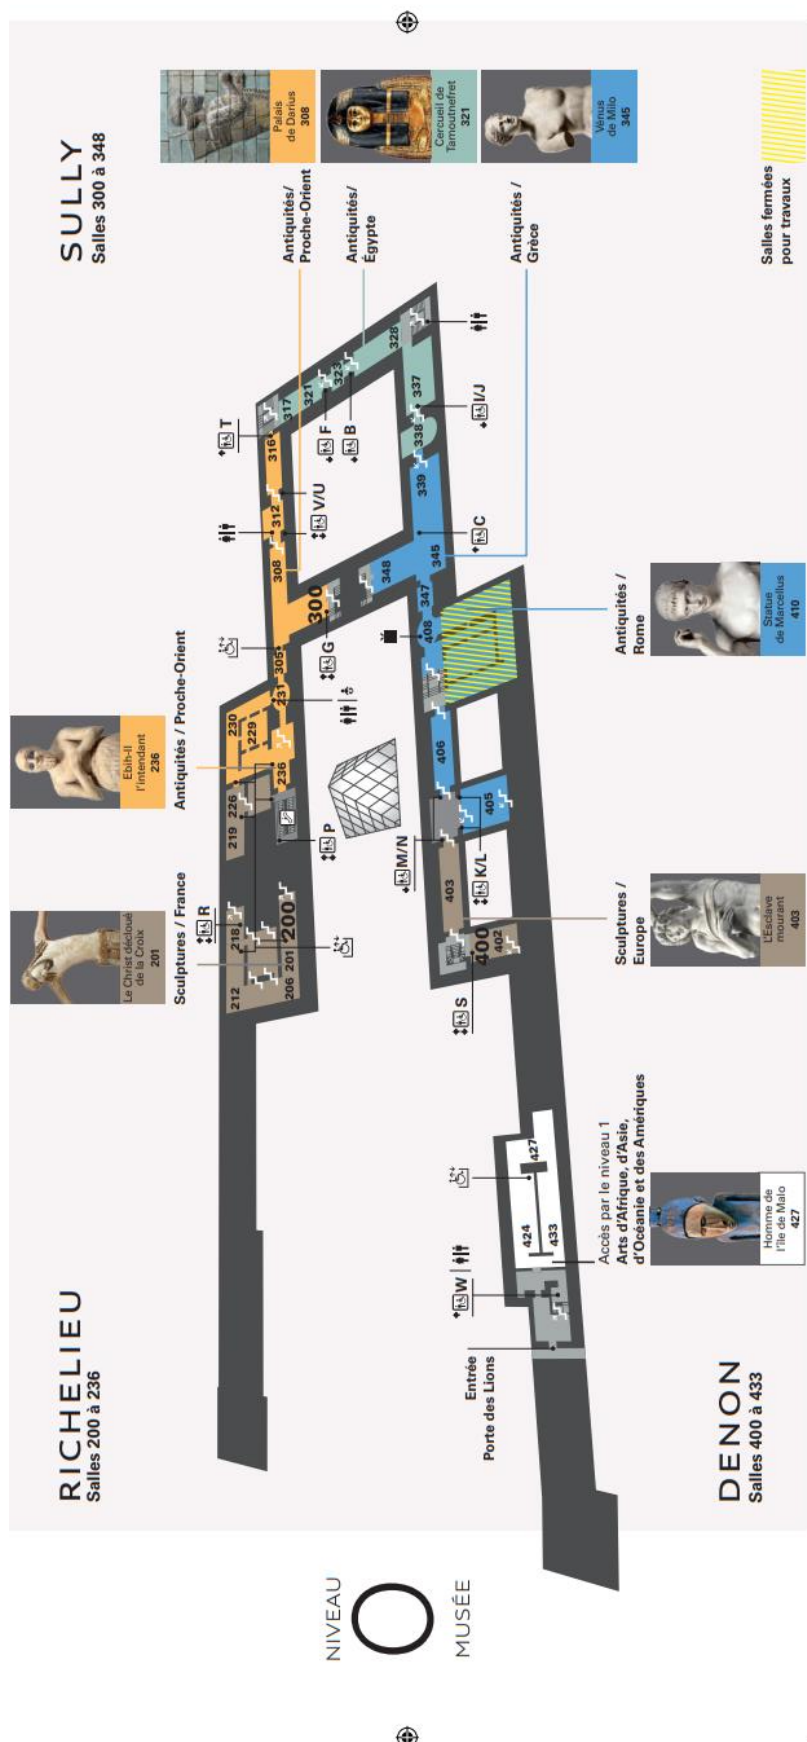 NIVEAU
0
MUSÉE
RICHELIEU
Salles 200 à 236
SULLY
Salles 300 à 348
DENON
Salles 400 à 433
Le Christ décloué
de la Croix
201
Sculptures / France
Ebih-Il
l'intendant
236
Antiquités / Proche-Orient
Palais
de Darius
308
Antiquités/
Proche-Orient
Cercueil de
Tamoutnefret
321
Antiquités/
Égypte
Vénus
de Milo
345
Antiquités /
Grèce
Salles fermées
pour travaux
R
P
G
T
V/U
F
B
I/J
C
M/N
K/L
S
W
212
218
206
201
200
219
226
236
230
229
231
305
300
308
312
316
317
321
323
328
337
338
339
345
348
347
408
406
405
403
400
402
427
424
433
Entrée
Porte des Lions
Accès par le niveau 1
Arts d'Afrique, d'Asie,
d'Océanie et des Amériques
Homme de
l'île de Malo
427
Sculptures /
Europe
L'Esclave
mourant
403
Antiquités /
Rome
Statue
de Marcellus
410